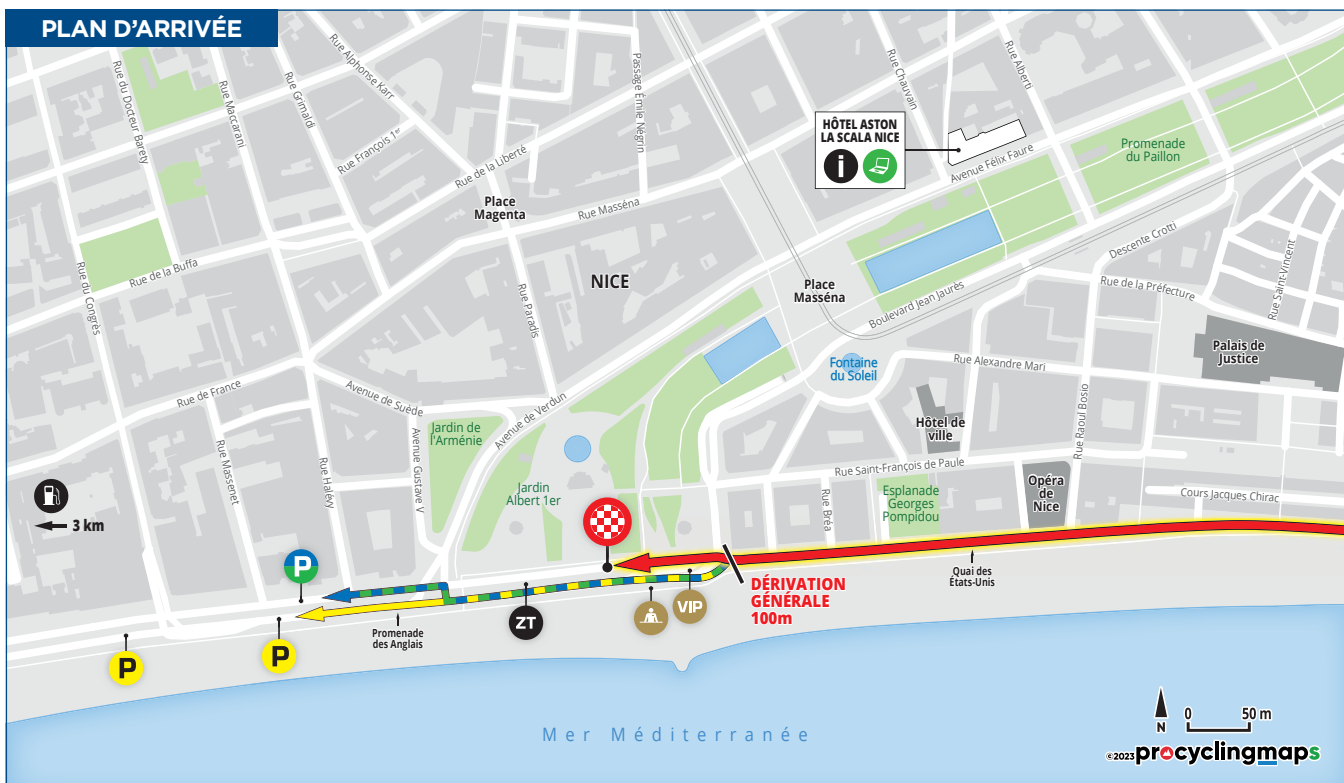 PLAN D'ARRIVÉE
Rue Alphonse Karr
Rue du Docteur Barety
Rue Maccarani
Rue Grimaldi
Passage Émile Négrin
Rue Chauvain
Rue Alberti
HÔTEL ASTON
LA SCALA NICE
i
Avenue Félix Faure
Promenade
du Paillon
Rue François 1er
Rue de la Liberté
Place
Magenta
Rue Masséna
Descente Crotti
Rue Saint-Vincent
Rue de la Buffa
Rue du Congrès
NICE
Rue Paradis
Place
Masséna
Boulevard Jean Jaurès
Rue de la Préfecture
Palais de
Justice
Fontaine
du Soleil
Rue Alexandre Mari
Rue de France
Avenue de Suède
Avenue de Verdun
Rue Raoul Bosio
Hôtel de
ville
Jardin de
l'Arménie
Avenue Gustave V
Rue Massenet
Rue Halévy
Rue Saint-François de Paule
Jardin
Albert 1er
Rue Bréa
Esplanade
Georges
Pompidou
Opéra
de
Nice
Cours Jacques Chirac
3 km
P
Quai des
États-Unis
DÉRIVATION
GÉNÉRALE
100m
VIP
ZT
Promenade
des Anglais
P
P
Mer Méditerranée
N
0 50 m
©2023 procyclingmaps